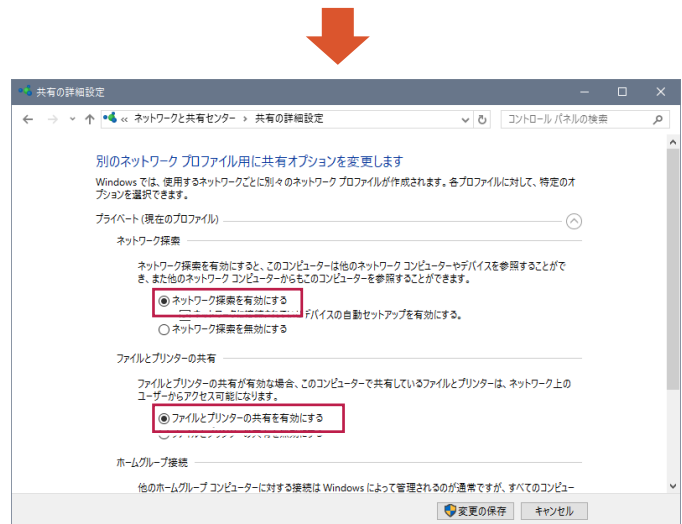 共有の詳細設定
« ネットワークと共有センター › 共有の詳細設定
コントロール パネルの検索
別のネットワーク プロファイル用に共有オプションを変更します
Windows では、使用するネットワークごとに別々のネットワーク プロファイルが作成されます。各プロファイルに対して、特定のオ
プションを選択できます。
プライベート (現在のプロファイル)
ネットワーク探索
ネットワーク探索を有効にすると、このコンピューターは他のネットワーク コンピューターやデバイスを参照することがで
き、また他のネットワーク コンピューターからもこのコンピューターを参照することができます。
ネットワーク探索を有効にする
デバイスの自動セットアップを有効にする。
ネットワーク探索を無効にする
ファイルとプリンターの共有
ファイルとプリンターの共有が有効な場合、このコンピューターで共有しているファイルとプリンターは、ネットワーク上の
ユーザーからアクセス可能になります。
ファイルとプリンターの共有を有効にする
ホームグループ接続
他のホームグループ コンピューターに対する接続は Windows によって管理されるのが通常ですが、すべてのコンピュー
変更の保存
キャンセル